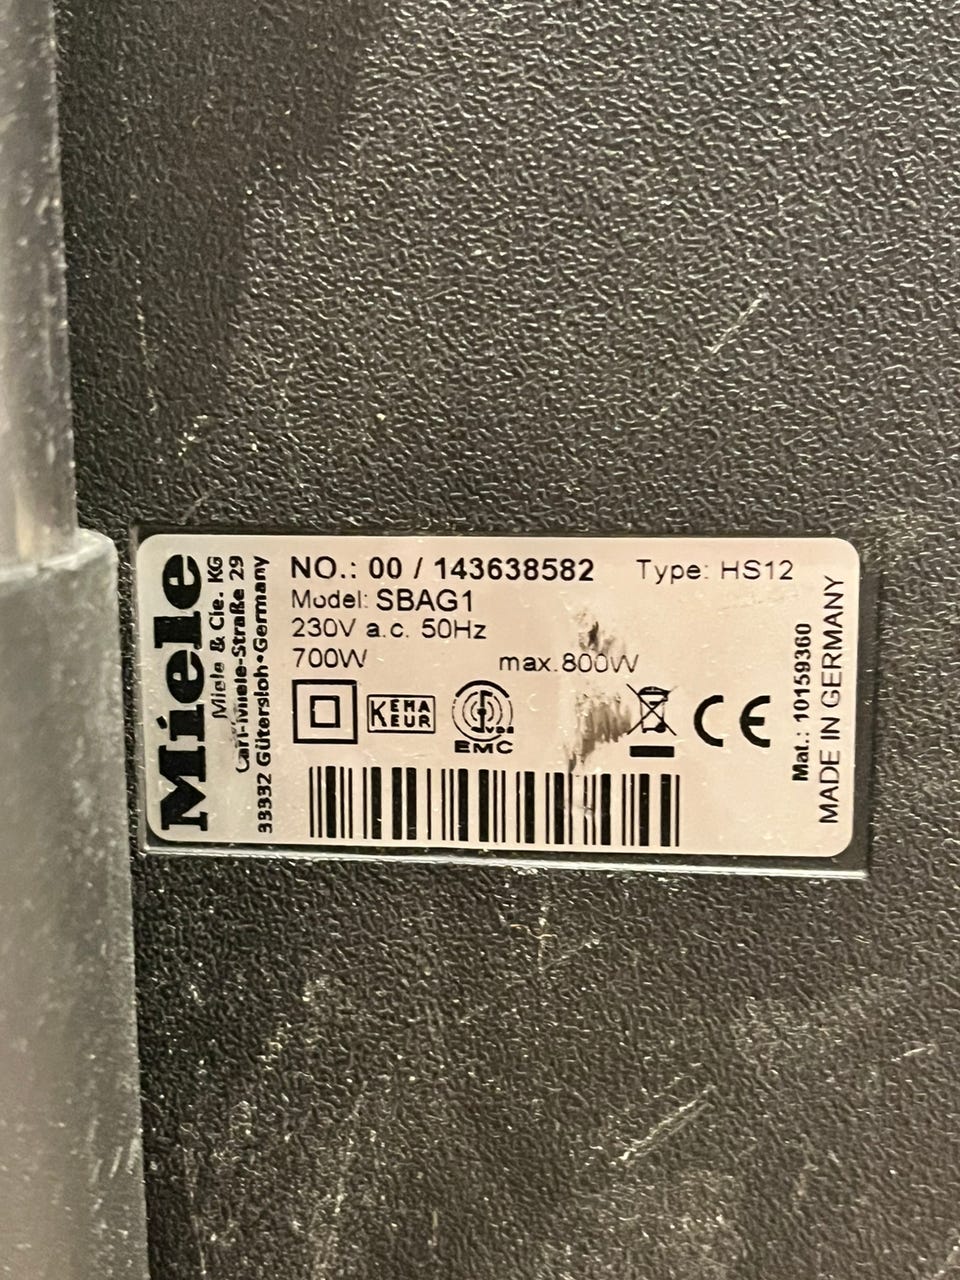 Miele
Miele & Cie. KG
Carl-Miele-Straße 29
33332 Gütersloh•Germany
NO.: 00 / 143638582 Type: HS12
Model: SBAG1
230V a.c. 50Hz
700W max.800W
KEMA
KEUR
VDE
EMC
CE
Mat.: 10159360
MADE IN GERMANY